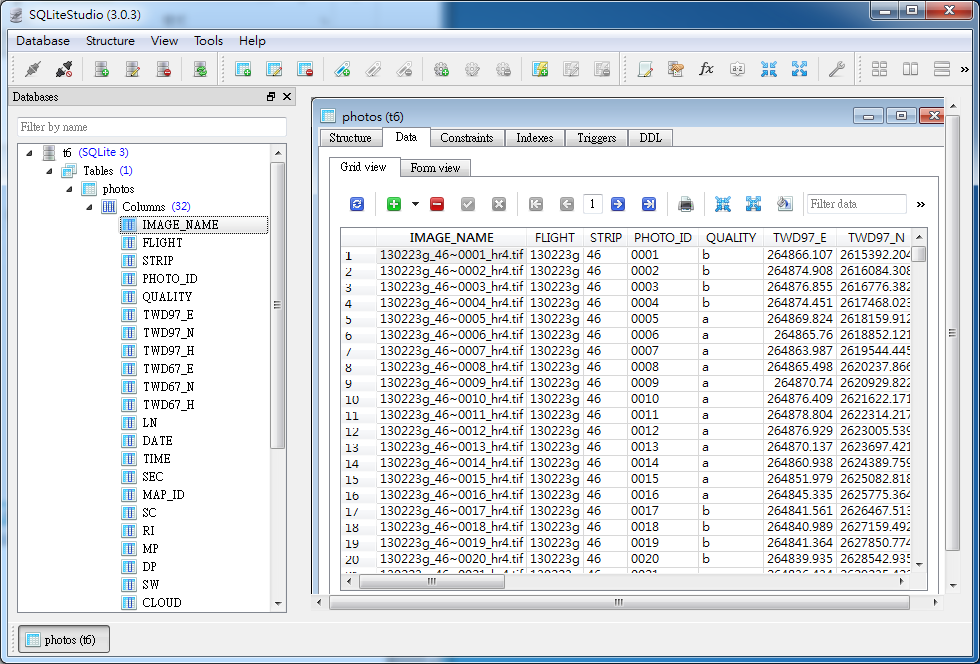 SQLiteStudio (3.0.3)
Database Structure View Tools Help
Databases
Filter by name
t6 (SQLite 3)
Tables (1)
photos
Columns (32)
IMAGE_NAME
FLIGHT
STRIP
PHOTO_ID
QUALITY
TWD97_E
TWD97_N
TWD97_H
TWD67_E
TWD67_N
TWD67_H
LN
DATE
TIME
SEC
MAP_ID
SC
RI
MP
DP
SW
CLOUD
photos (t6)
Structure Data Constraints Indexes Triggers DDL
Grid view Form view
1 Filter data
IMAGE_NAME FLIGHT STRIP PHOTO_ID QUALITY TWD97_E TWD97_N
1 130223g_46~0001_hr4.tif 130223g 46 0001 b 264866.107 2615392.204
2 130223g_46~0002_hr4.tif 130223g 46 0002 b 264874.908 2616084.308
3 130223g_46~0003_hr4.tif 130223g 46 0003 b 264876.855 2616776.382
4 130223g_46~0004_hr4.tif 130223g 46 0004 b 264874.451 2617468.023
5 130223g_46~0005_hr4.tif 130223g 46 0005 a 264869.824 2618159.912
6 130223g_46~0006_hr4.tif 130223g 46 0006 a 264865.76 2618852.121
7 130223g_46~0007_hr4.tif 130223g 46 0007 a 264863.987 2619544.445
8 130223g_46~0008_hr4.tif 130223g 46 0008 a 264865.498 2620237.866
9 130223g_46~0009_hr4.tif 130223g 46 0009 a 264870.74 2620929.822
10 130223g_46~0010_hr4.tif 130223g 46 0010 a 264876.409 2621622.171
11 130223g_46~0011_hr4.tif 130223g 46 0011 a 264878.804 2622314.217
12 130223g_46~0012_hr4.tif 130223g 46 0012 a 264876.929 2623005.539
13 130223g_46~0013_hr4.tif 130223g 46 0013 a 264870.137 2623697.421
14 130223g_46~0014_hr4.tif 130223g 46 0014 a 264860.938 2624389.759
15 130223g_46~0015_hr4.tif 130223g 46 0015 a 264851.979 2625082.818
16 130223g_46~0016_hr4.tif 130223g 46 0016 a 264845.335 2625775.364
17 130223g_46~0017_hr4.tif 130223g 46 0017 b 264841.561 2626467.513
18 130223g_46~0018_hr4.tif 130223g 46 0018 b 264840.989 2627159.492
19 130223g_46~0019_hr4.tif 130223g 46 0019 b 264841.364 2627850.774
20 130223g_46~0020_hr4.tif 130223g 46 0020 b 264839.935 2628542.935
photos (t6)